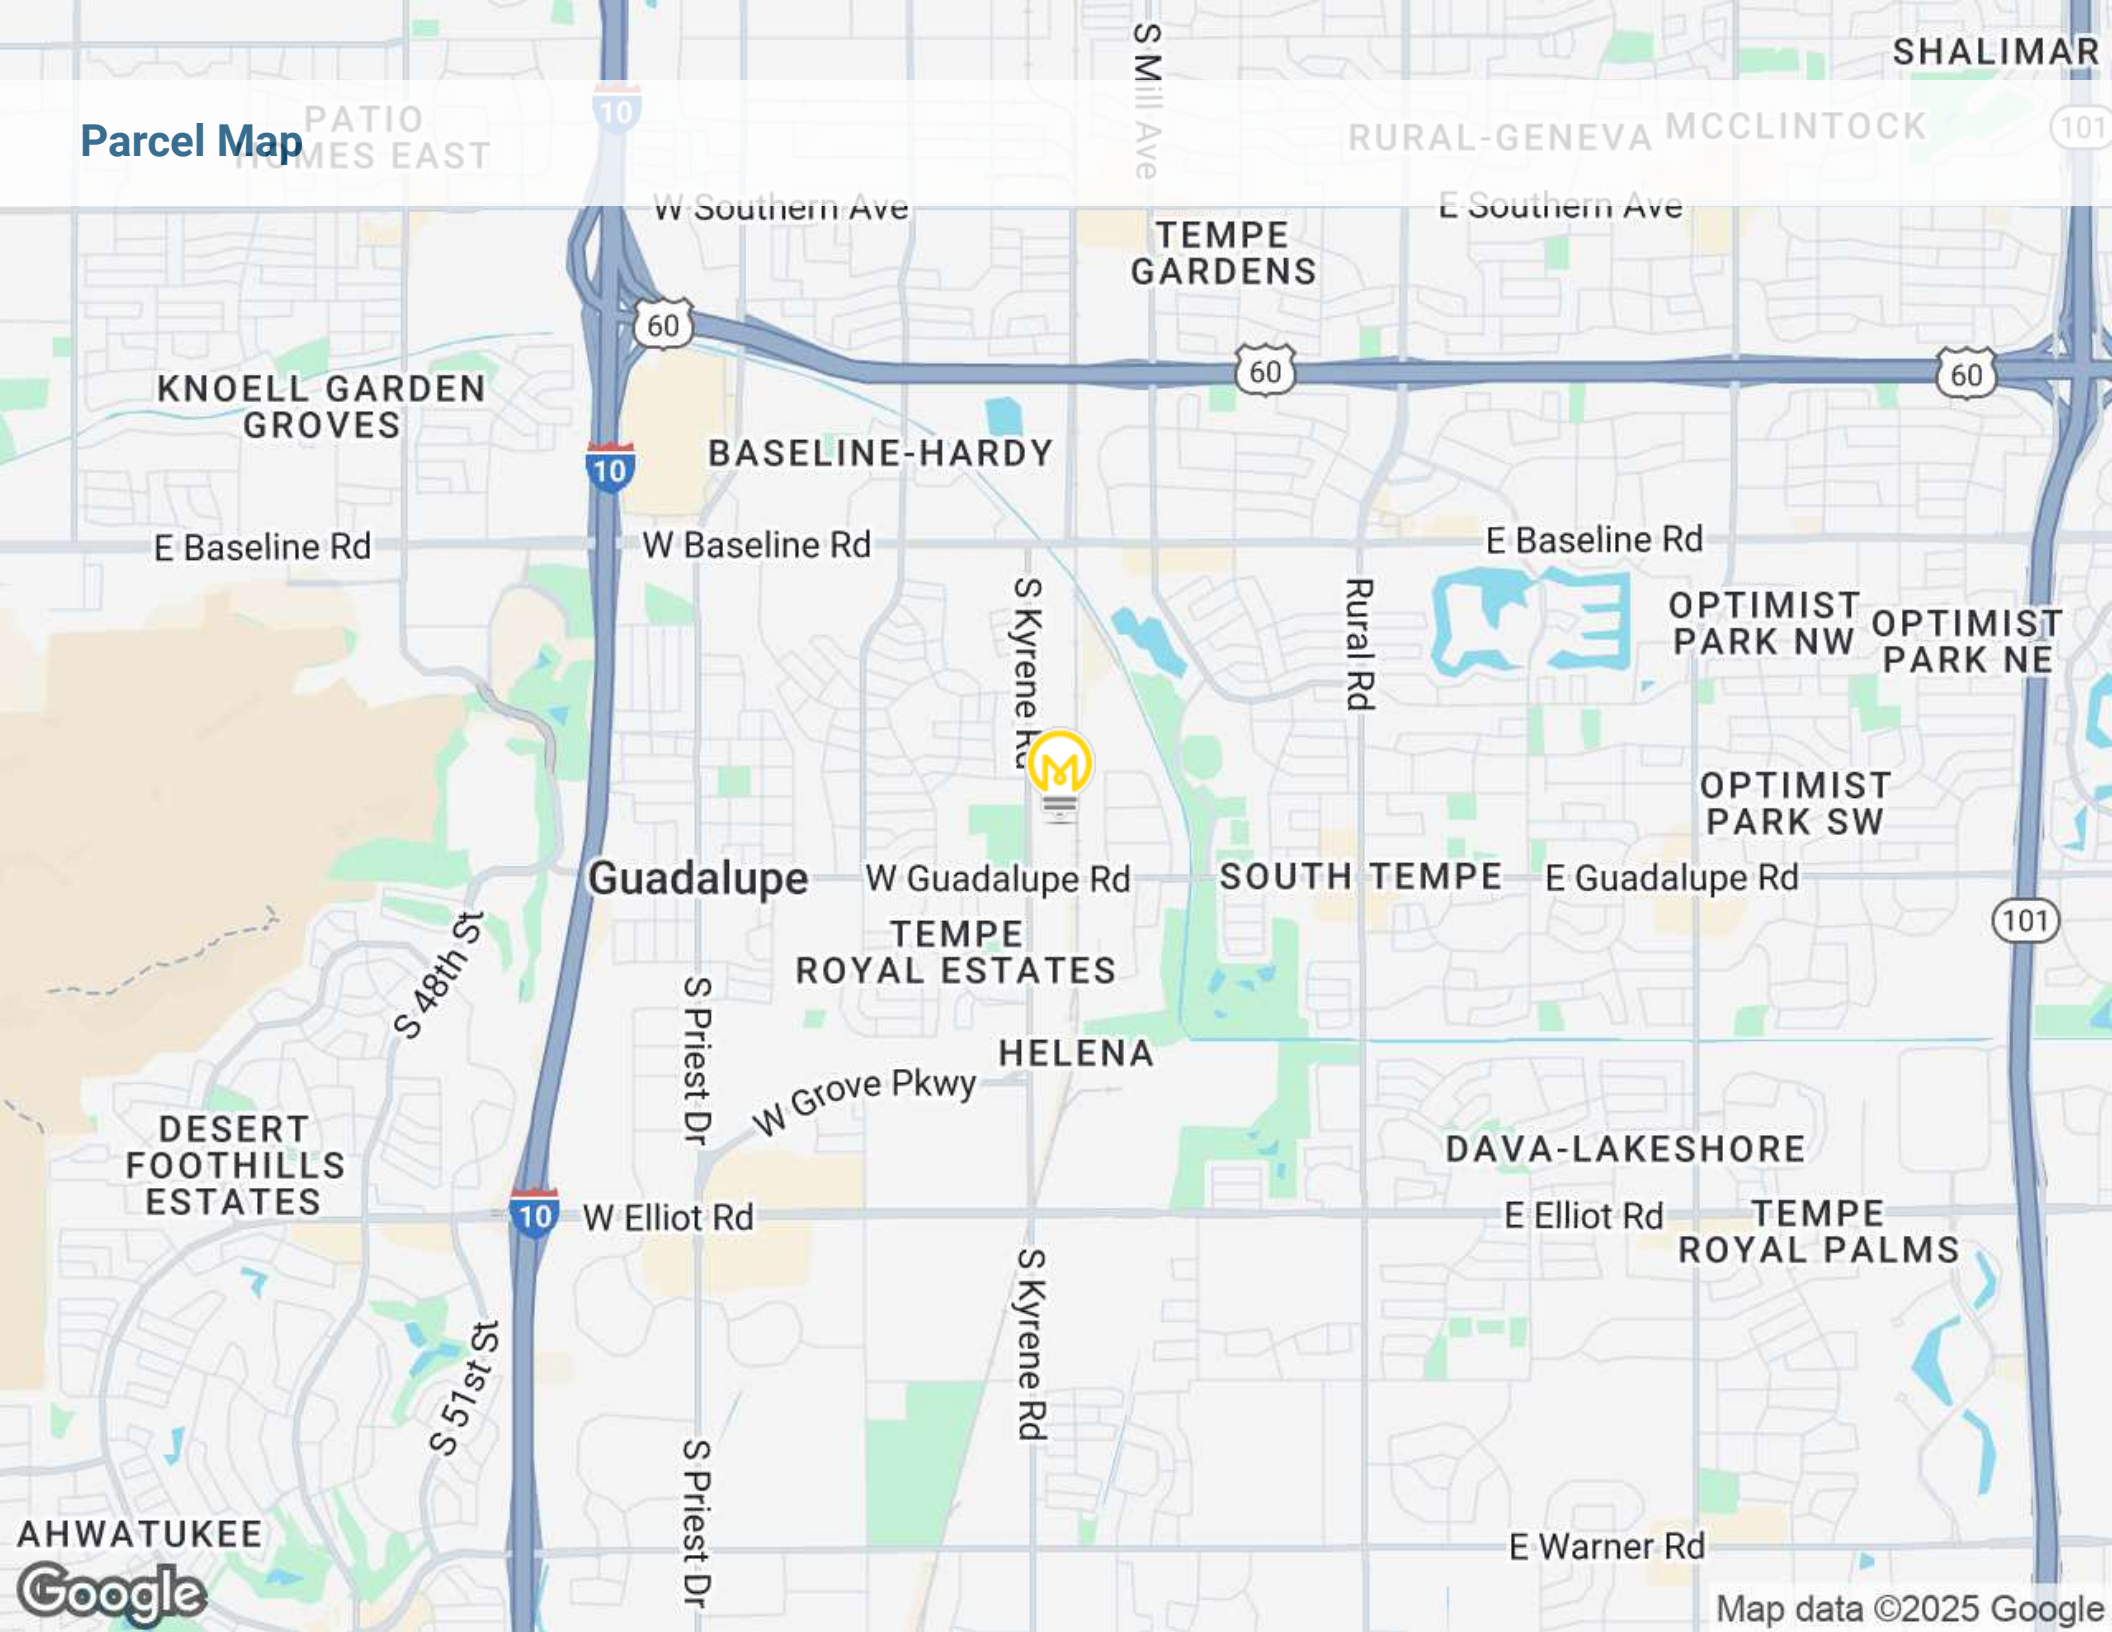 SHALIMAR
S Mill Ave
PATIO
HOMES EAST
10
Parcel Map
RURAL-GENEVA
MCCLINTOCK
101
W Southern Ave
E Southern Ave
TEMPE
GARDENS
60
60
60
KNOELL GARDEN
GROVES
BASELINE-HARDY
10
E Baseline Rd
W Baseline Rd
E Baseline Rd
S Kyrene Rd
Rural Rd
OPTIMIST
PARK NW
OPTIMIST
PARK NE
OPTIMIST
PARK SW
Guadalupe
W Guadalupe Rd
SOUTH TEMPE
E Guadalupe Rd
101
TEMPE
ROYAL ESTATES
S 48th St
S Priest Dr
HELENA
W Grove Pkwy
DESERT
FOOTHILLS
ESTATES
DAVA-LAKESHORE
10
W Elliot Rd
E Elliot Rd
TEMPE
ROYAL PALMS
S Kyrene Rd
S 51st St
S Priest Dr
AHWATUKEE
E Warner Rd
Google
Map data ©2025 Google